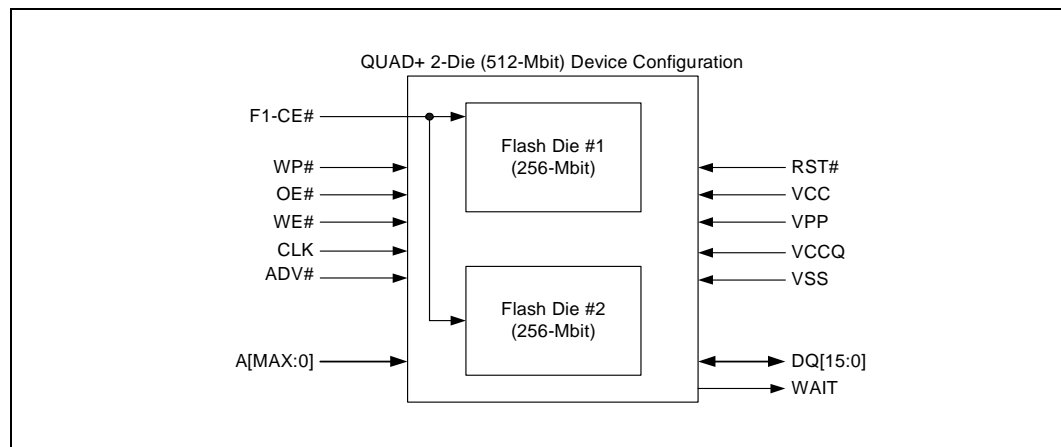 QUAD+ 2-Die (512-Mbit) Device Configuration
F1-CE#
Flash Die #1
(256-Mbit)
WP#
OE#
WE#
CLK
ADV#
RST#
VCC
VPP
VCCQ
VSS
Flash Die #2
(256-Mbit)
A[MAX:0]
DQ[15:0]
WAIT